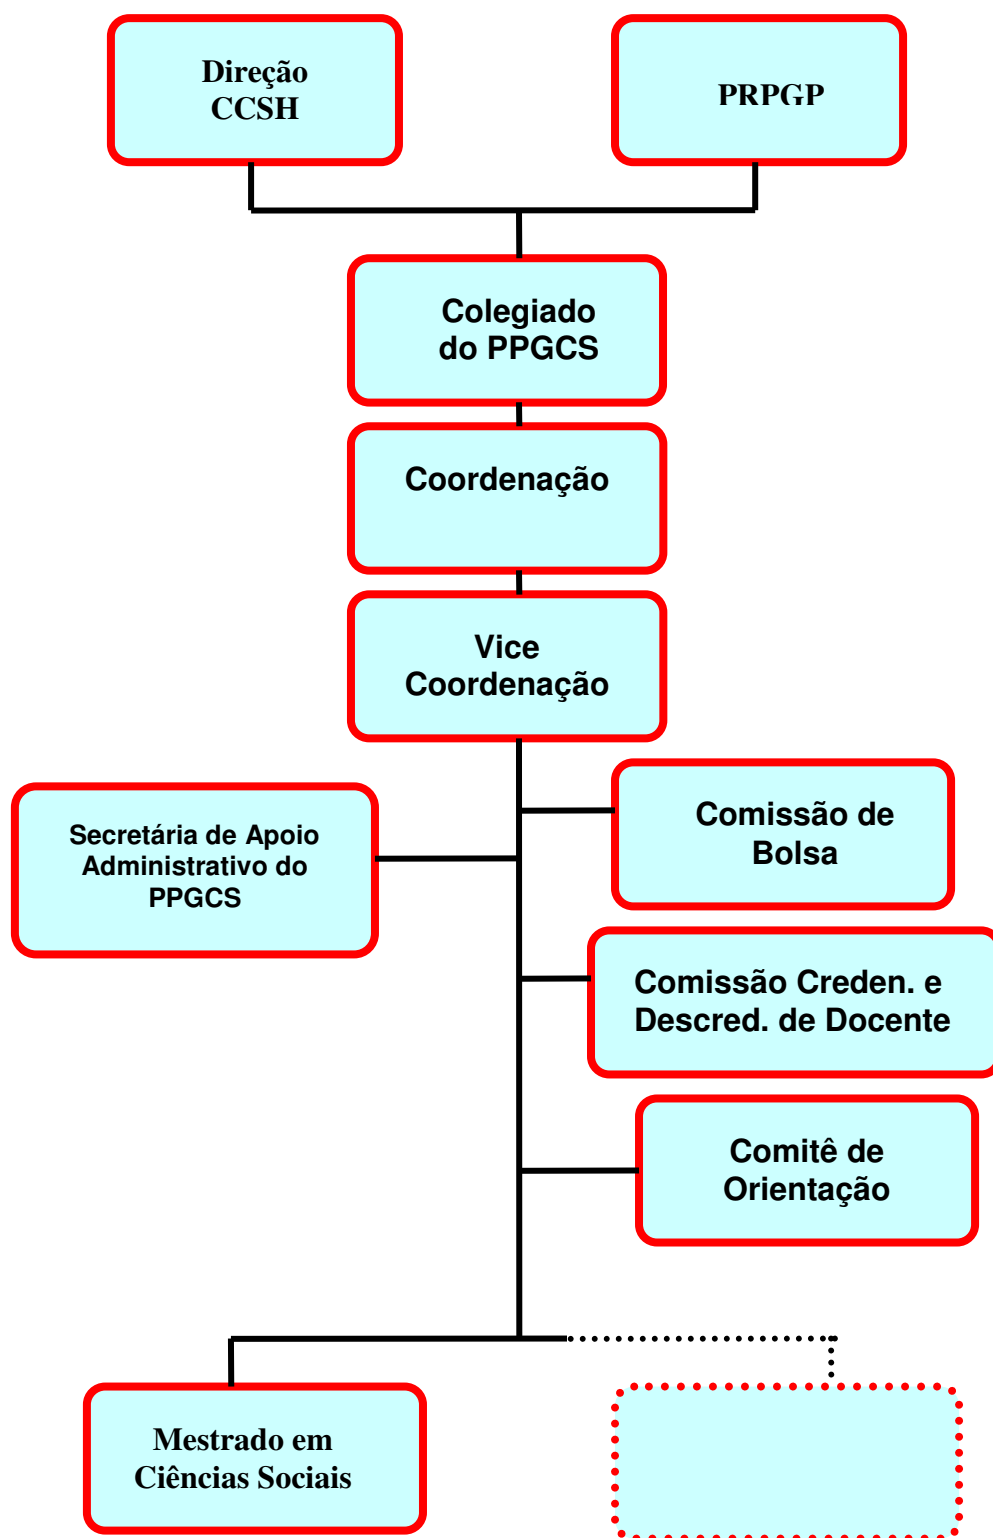 Direção
CCSH
PRPGP
Colegiado
do PPGCS
Coordenação
Vice
Coordenação
Secretária de Apoio
Administrativo do
PPGCS
Comissão de
Bolsa
Comissão Creden. e
Descred. de Docente
Comitê de
Orientação
Mestrado em
Ciências Sociais